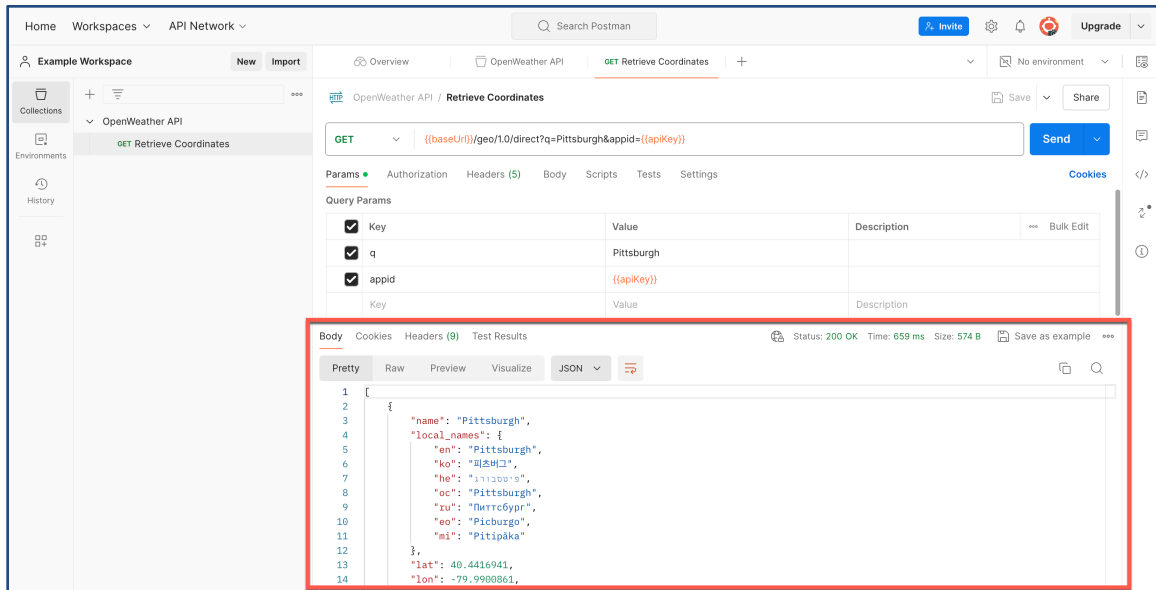 Home Workspaces API Network Search Postman Invite Upgrade
Example Workspace New Import Overview OpenWeather API GET Retrieve Coordinates No environment
Collections
Environments
History
OpenWeather API
GET Retrieve Coordinates
HTTP OpenWeather API / Retrieve Coordinates Save Share
GET {{baseUrl}}/geo/1.0/direct?q=Pittsburgh&appid={{apiKey}} Send
Params Authorization Headers (5) Body Scripts Tests Settings Cookies
Query Params
Key Value Description Bulk Edit
q Pittsburgh
appid {{apiKey}}
Key Value Description
Body Cookies Headers (9) Test Results Status: 200 OK Time: 659 ms Size: 574 B Save as example
Pretty Raw Preview Visualize JSON
1 [
2 {
3 "name": "Pittsburgh",
4 "local_names": {
5 "en": "Pittsburgh",
6 "ko": "피츠버그",
7 "he": "פיטסבורג",
8 "oc": "Pittsburgh",
9 "ru": "Питтсбург",
10 "eo": "Picburgo",
11 "mi": "Pitipāka"
12 },
13 "lat": 40.4416941,
14 "lon": -79.9900861,